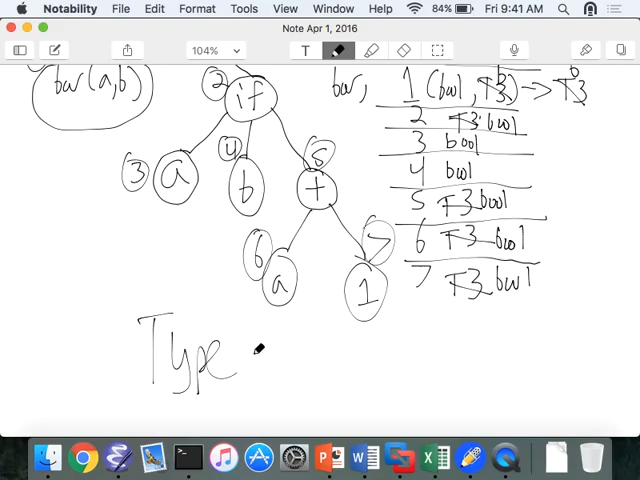 Notability File Edit Format Tools View Window Help 84% Fri 9:41 AM
Note Apr 1, 2016
104%
T
bar(a,b)
2
if
bar,
1 (bool, T3) -> T3
b
b
2 T3 bool
3 bool
4 bool
5 T3 bool
6 T3 bool
7 T3 bool
3
a
4
b
5
+
6
a
7
1
Type